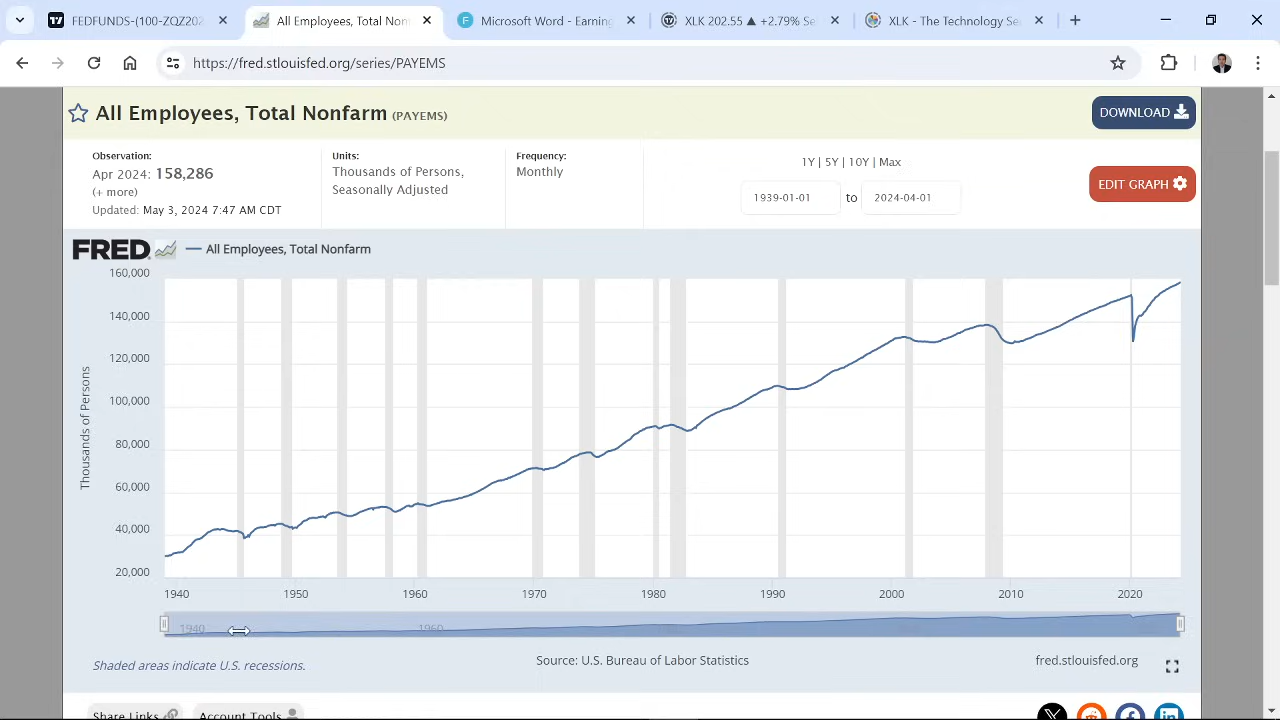 FEDFUNDS-(100-ZQZ202
All Employees, Total Nonfarm
Microsoft Word - Earning
XLK 202.55 ▲ +2.79% Se
XLK - The Technology Se
https://fred.stlouisfed.org/series/PAYEMS
All Employees, Total Nonfarm (PAYEMS)
DOWNLOAD
Observation:
Apr 2024: 158,286
(+ more)
Updated: May 3, 2024 7:47 AM CDT
Units:
Thousands of Persons,
Seasonally Adjusted
Frequency:
Monthly
1Y | 5Y | 10Y | Max
1939-01-01 to 2024-04-01
EDIT GRAPH
FRED
All Employees, Total Nonfarm
160,000
140,000
120,000
100,000
80,000
60,000
40,000
20,000
Thousands of Persons
1940 1950 1960 1970 1980 1990 2000 2010 2020
1940 1960
Shaded areas indicate U.S. recessions.
Source: U.S. Bureau of Labor Statistics
fred.stlouisfed.org
Share Links
Account Tools